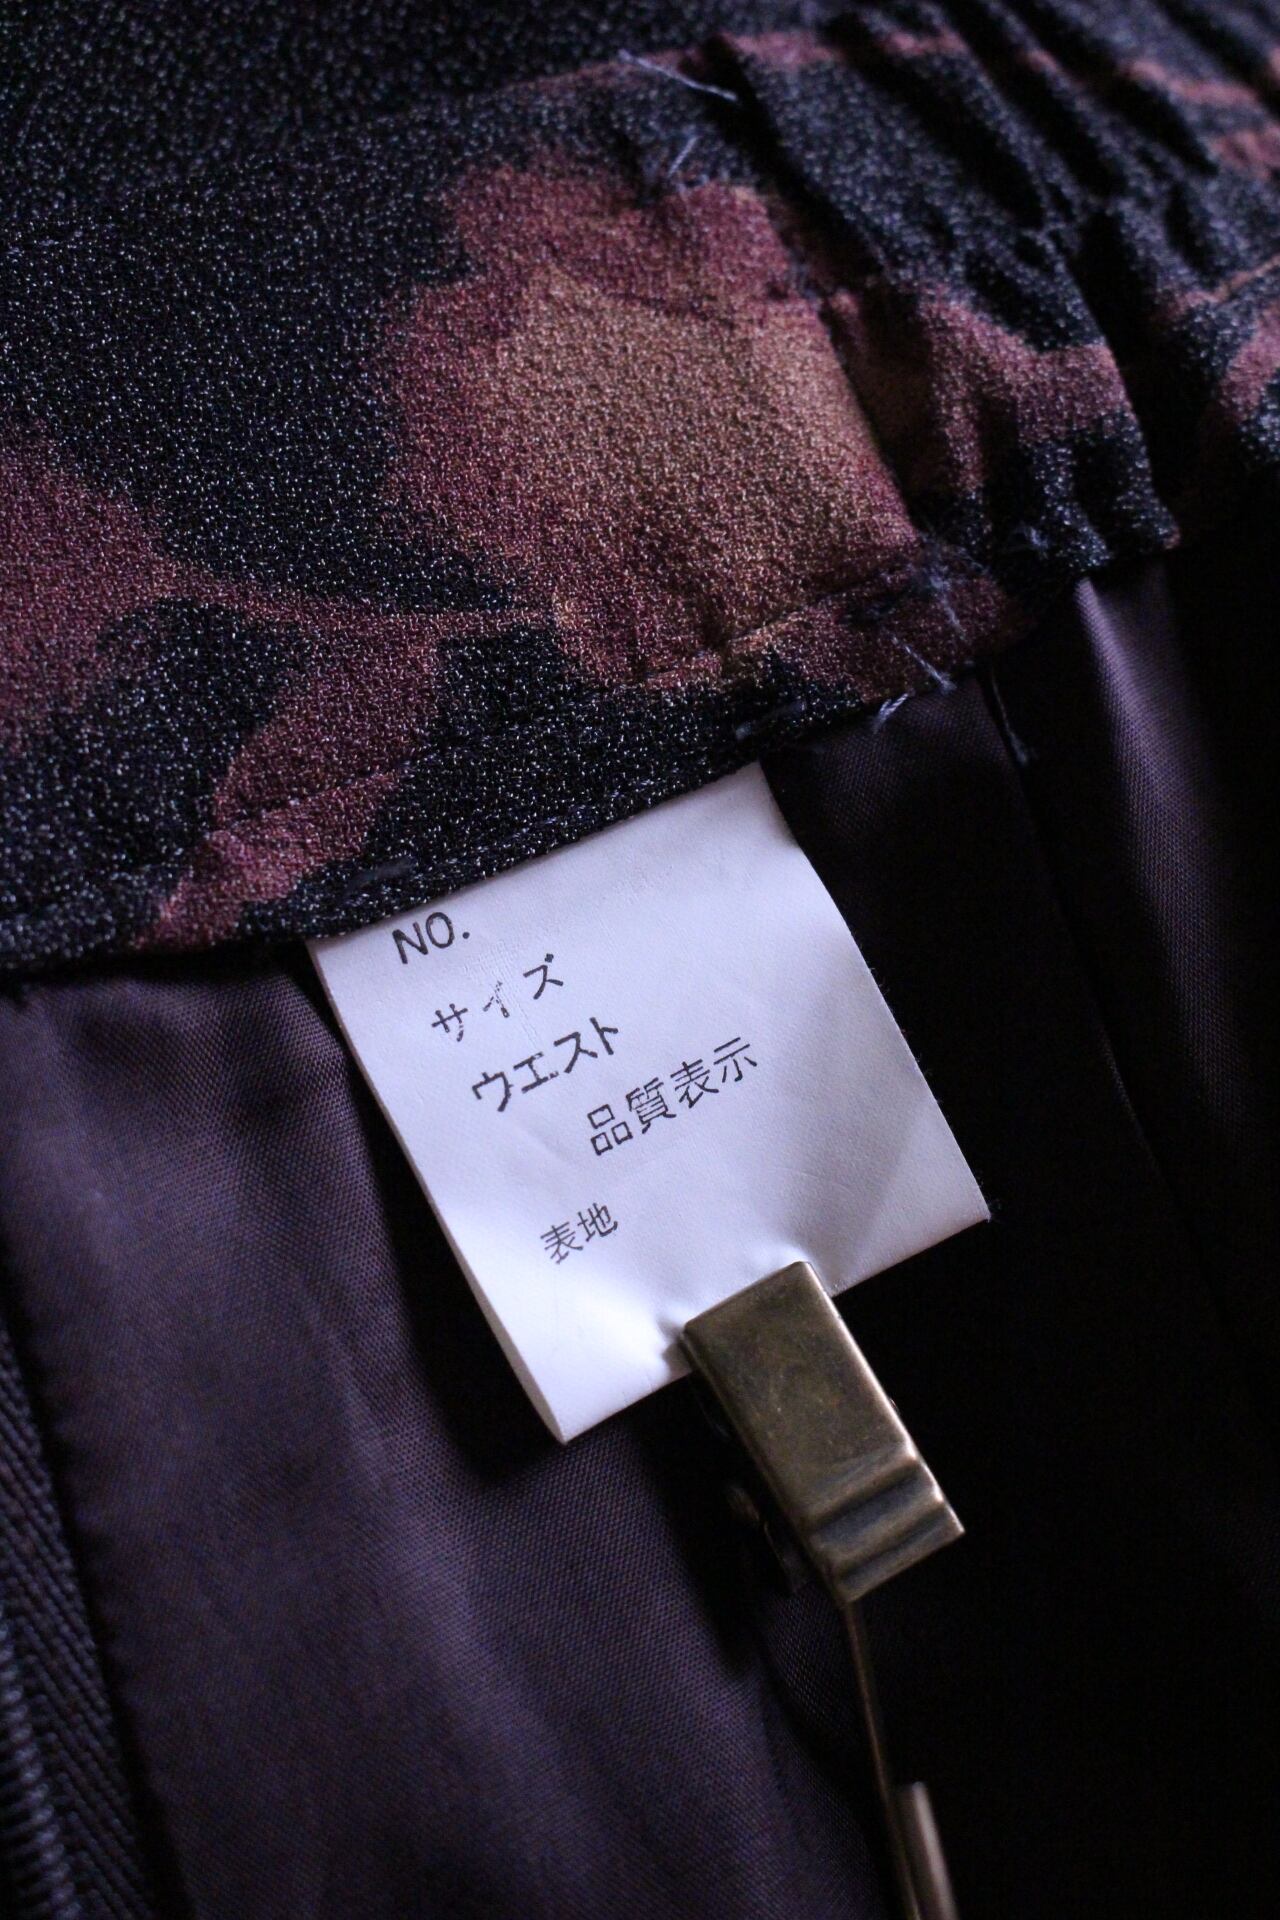 NO.
サイズ
ウエスト
品質表示
表地